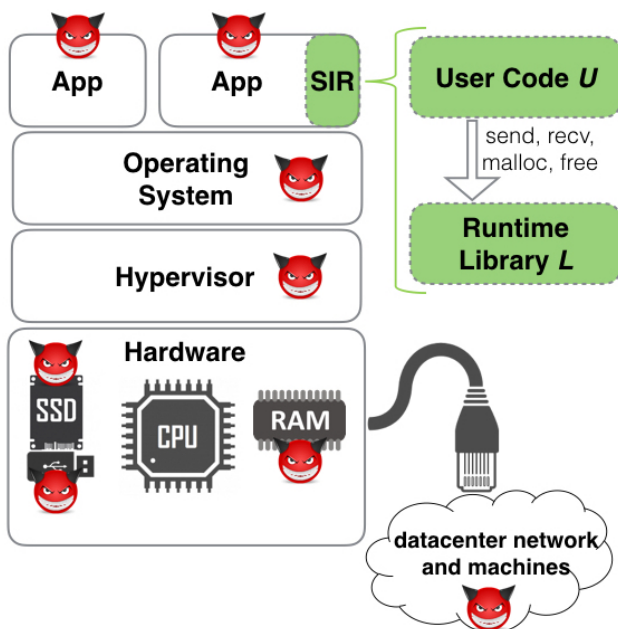 App
App
SIR
User Code U
send, recv,
malloc, free
Operating
System
Runtime
Library L
Hypervisor
Hardware
SSD
CPU
RAM
datacenter network
and machines